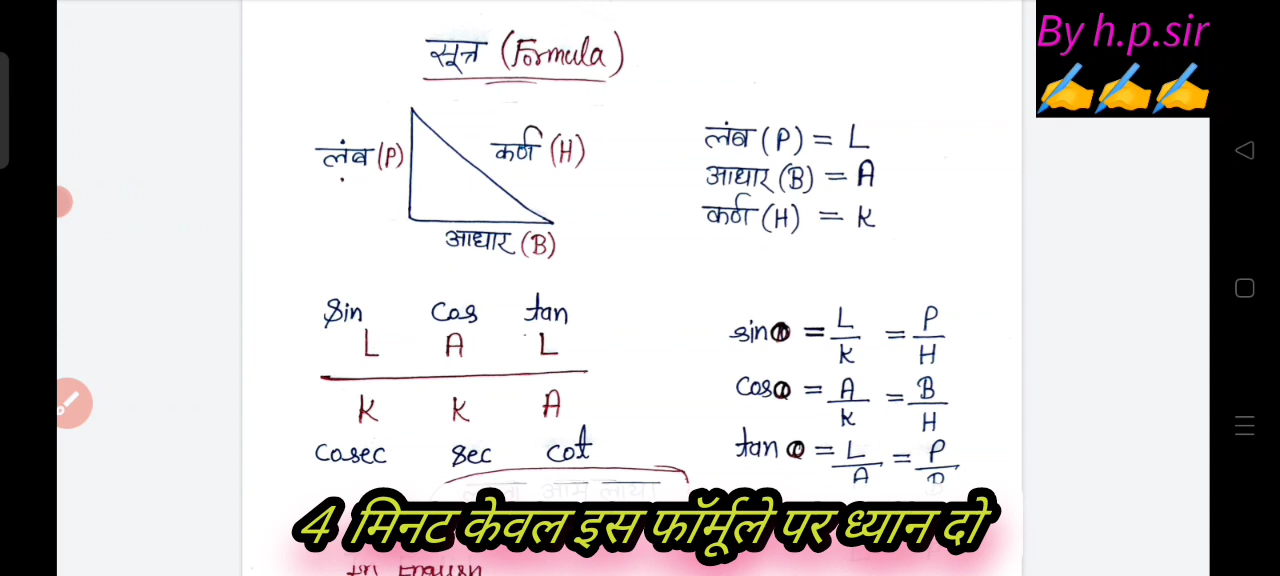 By h.p.sir
सूत्र (Formula)
लंब (P)
कर्ण (H)
आधार (B)
लंब (P) = L
आधार (B) = A
कर्ण (H) = K
sin cos tan
L A L
K K A
cosec sec cot
sinθ = L/K = P/H
cosθ = A/K = B/H
tan θ = L/A = P/B
4 मिनट केवल इस फॉर्मूले पर ध्यान दो